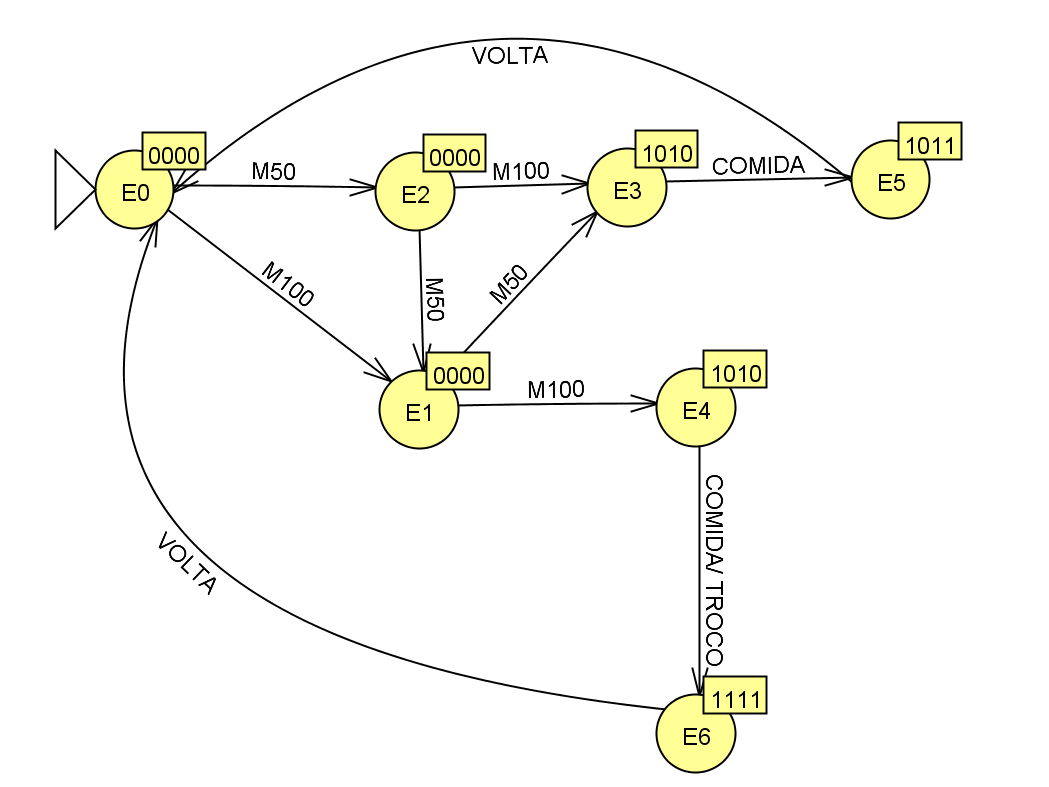 VOLTA
0000
E0
M50
0000
E2
M100
1010
E3
COMIDA
1011
E5
M100
M50
M50
0000
E1
M100
1010
E4
COMIDA/ TROCO
VOLTA
1111
E6